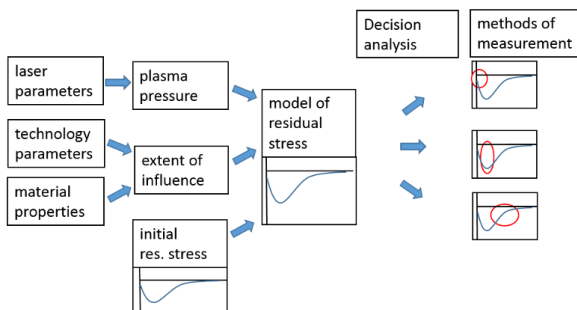 Decision
analysis
methods of
measurement
laser
parameters
plasma
pressure
model of
residual
stress
technology
parameters
extent of
influence
material
properties
initial
res. stress